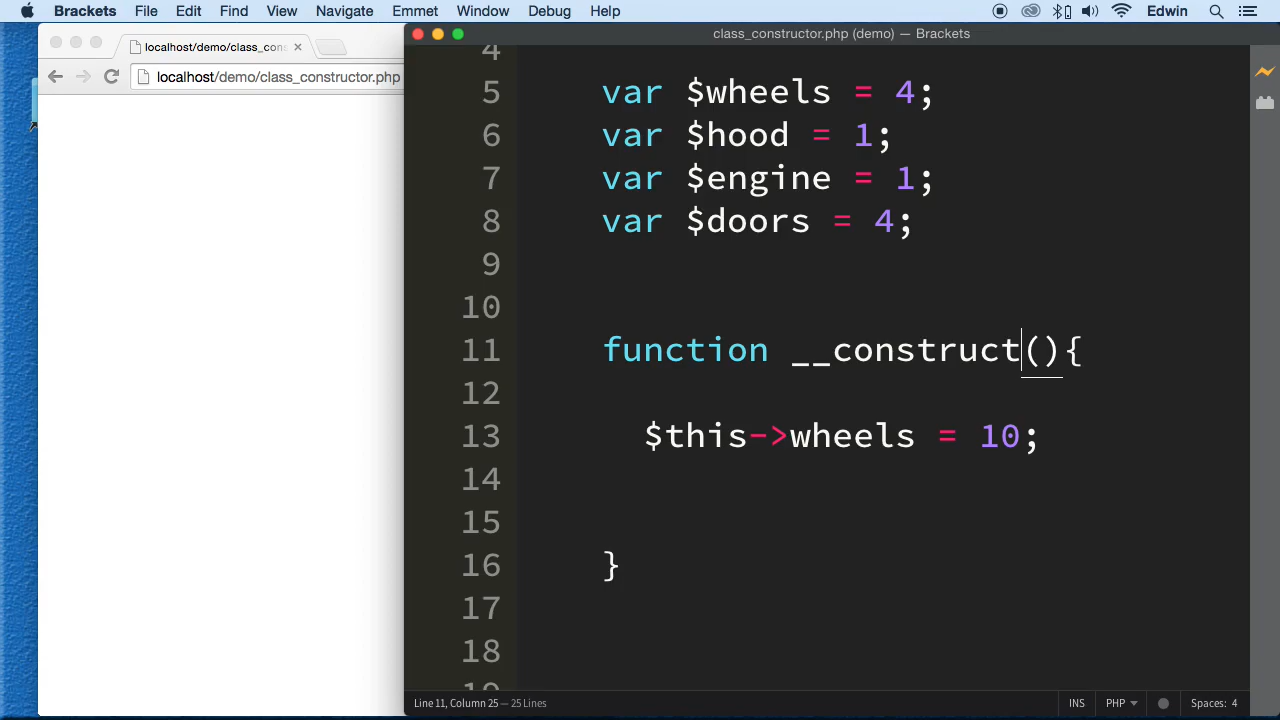 Brackets File Edit Find View Navigate Emmet Window Debug Help Edwin
localhost/demo/class_cons
localhost/demo/class_constructor.php
class_constructor.php (demo) — Brackets
4
5 var $wheels = 4;
6 var $hood = 1;
7 var $engine = 1;
8 var $doors = 4;
9
10
11 function __construct(){
12
13 $this->wheels = 10;
14
15
16 }
17
18
19
Line 11, Column 25 — 25 Lines INS PHP Spaces: 4